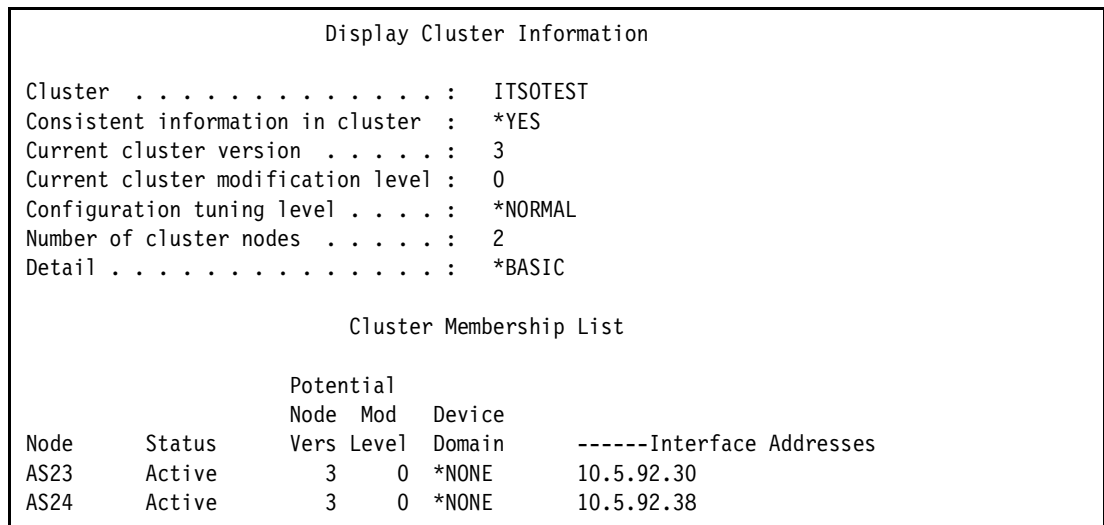 Display Cluster Information
Cluster . . . . . . . . . . . . . : ITSOTEST
Consistent information in cluster : *YES
Current cluster version . . . . . : 3
Current cluster modification level : 0
Configuration tuning level . . . . : *NORMAL
Number of cluster nodes . . . . . : 2
Detail . . . . . . . . . . . . . . : *BASIC
Cluster Membership List
Potential
Node Mod Device
Node Status Vers Level Domain ------Interface Addresses
AS23 Active 3 0 *NONE 10.5.92.30
AS24 Active 3 0 *NONE 10.5.92.38